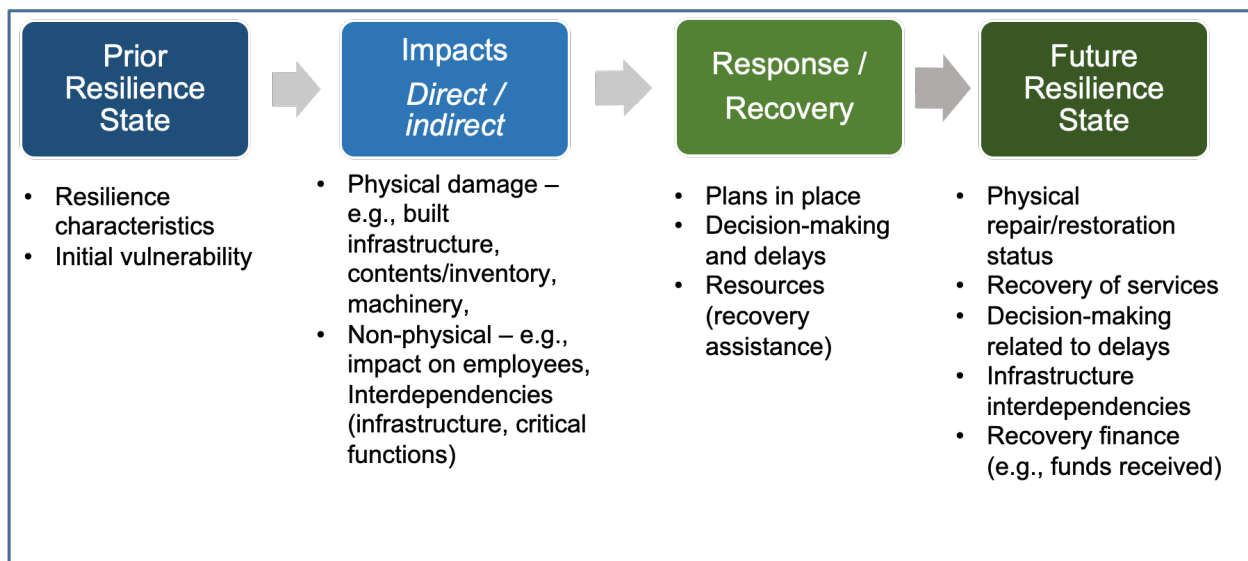 Prior
Resilience
State
• Resilience
characteristics
• Initial vulnerability
Impacts
Direct /
indirect
• Physical damage –
e.g., built
infrastructure,
contents/inventory,
machinery,
• Non-physical – e.g.,
impact on employees,
Interdependencies
(infrastructure, critical
functions)
Response /
Recovery
• Plans in place
• Decision-making
and delays
• Resources
(recovery
assistance)
Future
Resilience
State
• Physical
repair/restoration
status
• Recovery of services
• Decision-making
related to delays
• Infrastructure
interdependencies
• Recovery finance
(e.g., funds received)